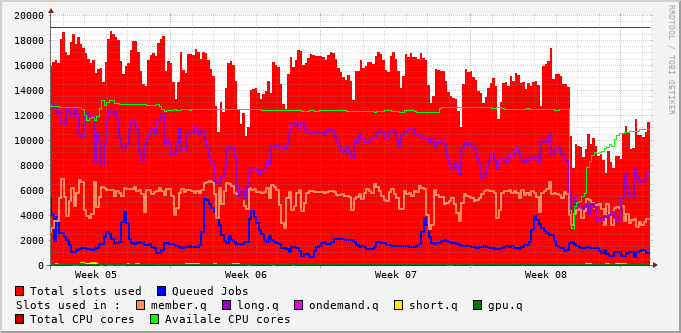 20000
18000
16000
14000
12000
10000
8000
6000
4000
2000
0
Week 05 Week 06 Week 07 Week 08
RRDTOOL / TOBI OETIKER
Total slots used Queued Jobs
Slots used in : member.q long.q ondemand.q short.q gpu.q
Total CPU cores Availale CPU cores